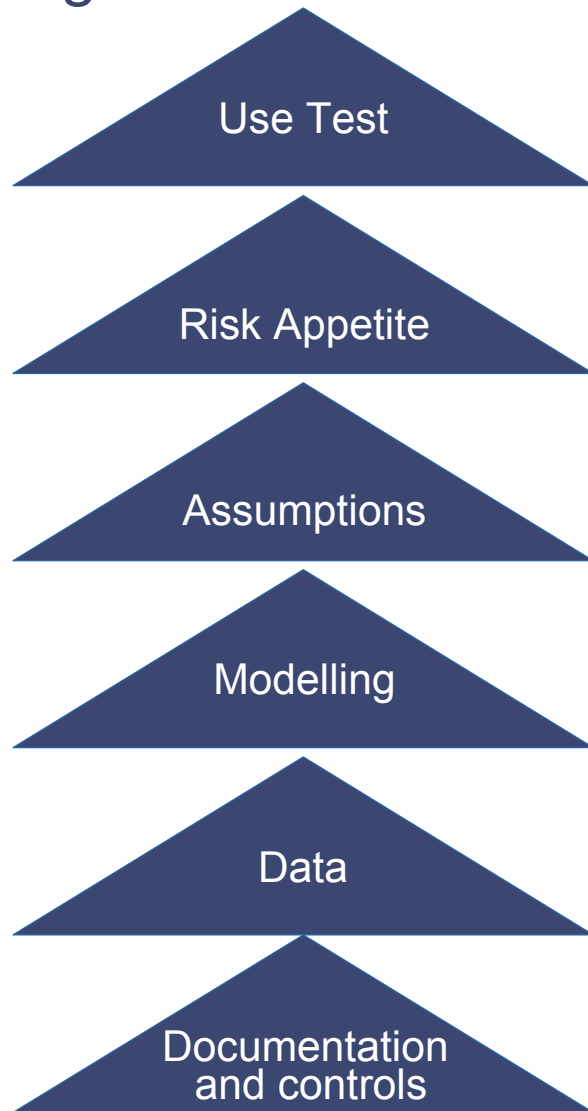 Use Test
Risk Appetite
Assumptions
Modelling
Data
Documentation
and controls